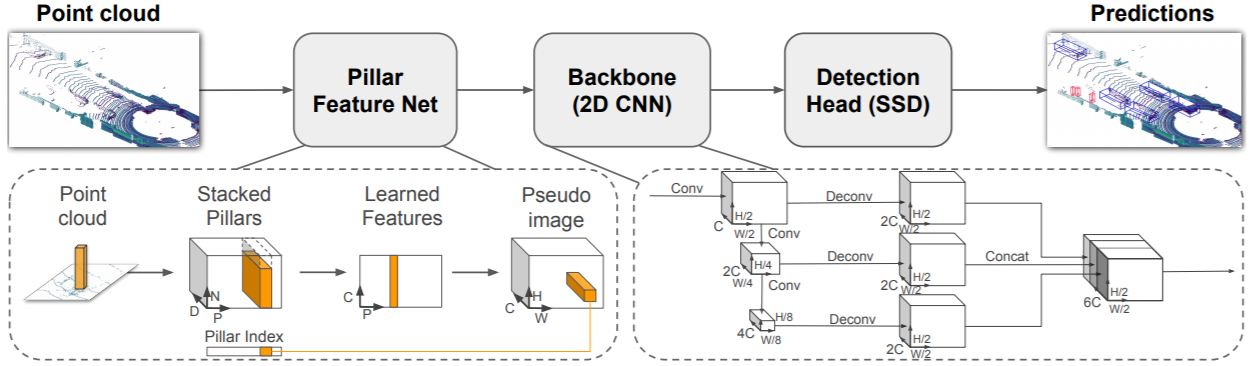 Point cloud
Predictions
Pillar
Feature Net
Backbone
(2D CNN)
Detection
Head (SSD)
Point
cloud
Stacked
Pillars
Learned
Features
Pseudo
image
N
D
P
C
P
H
C
W
Pillar Index
Conv
H/2
C
W/2
Conv
Deconv
H/2
2C
W/2
H/4
2C
W/4
Conv
Deconv
H/2
2C
W/2
H/8
4C
W/8
Deconv
H/2
2C
W/2
Concat
H/2
6C
W/2